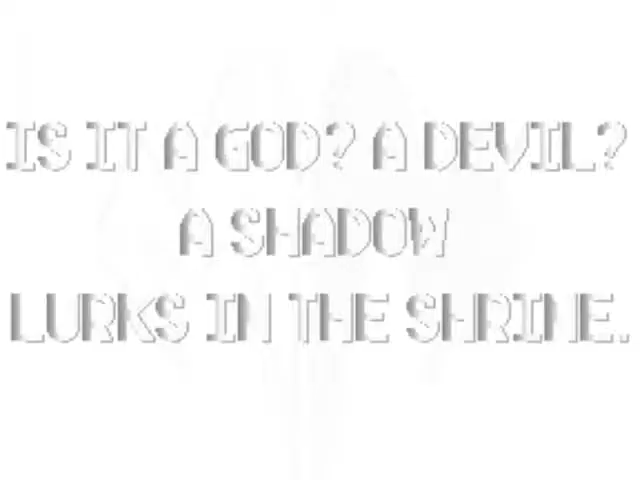 IS IT A GOD? A DEVIL?
A SHADOW
LURKS IN THE SHRINE.